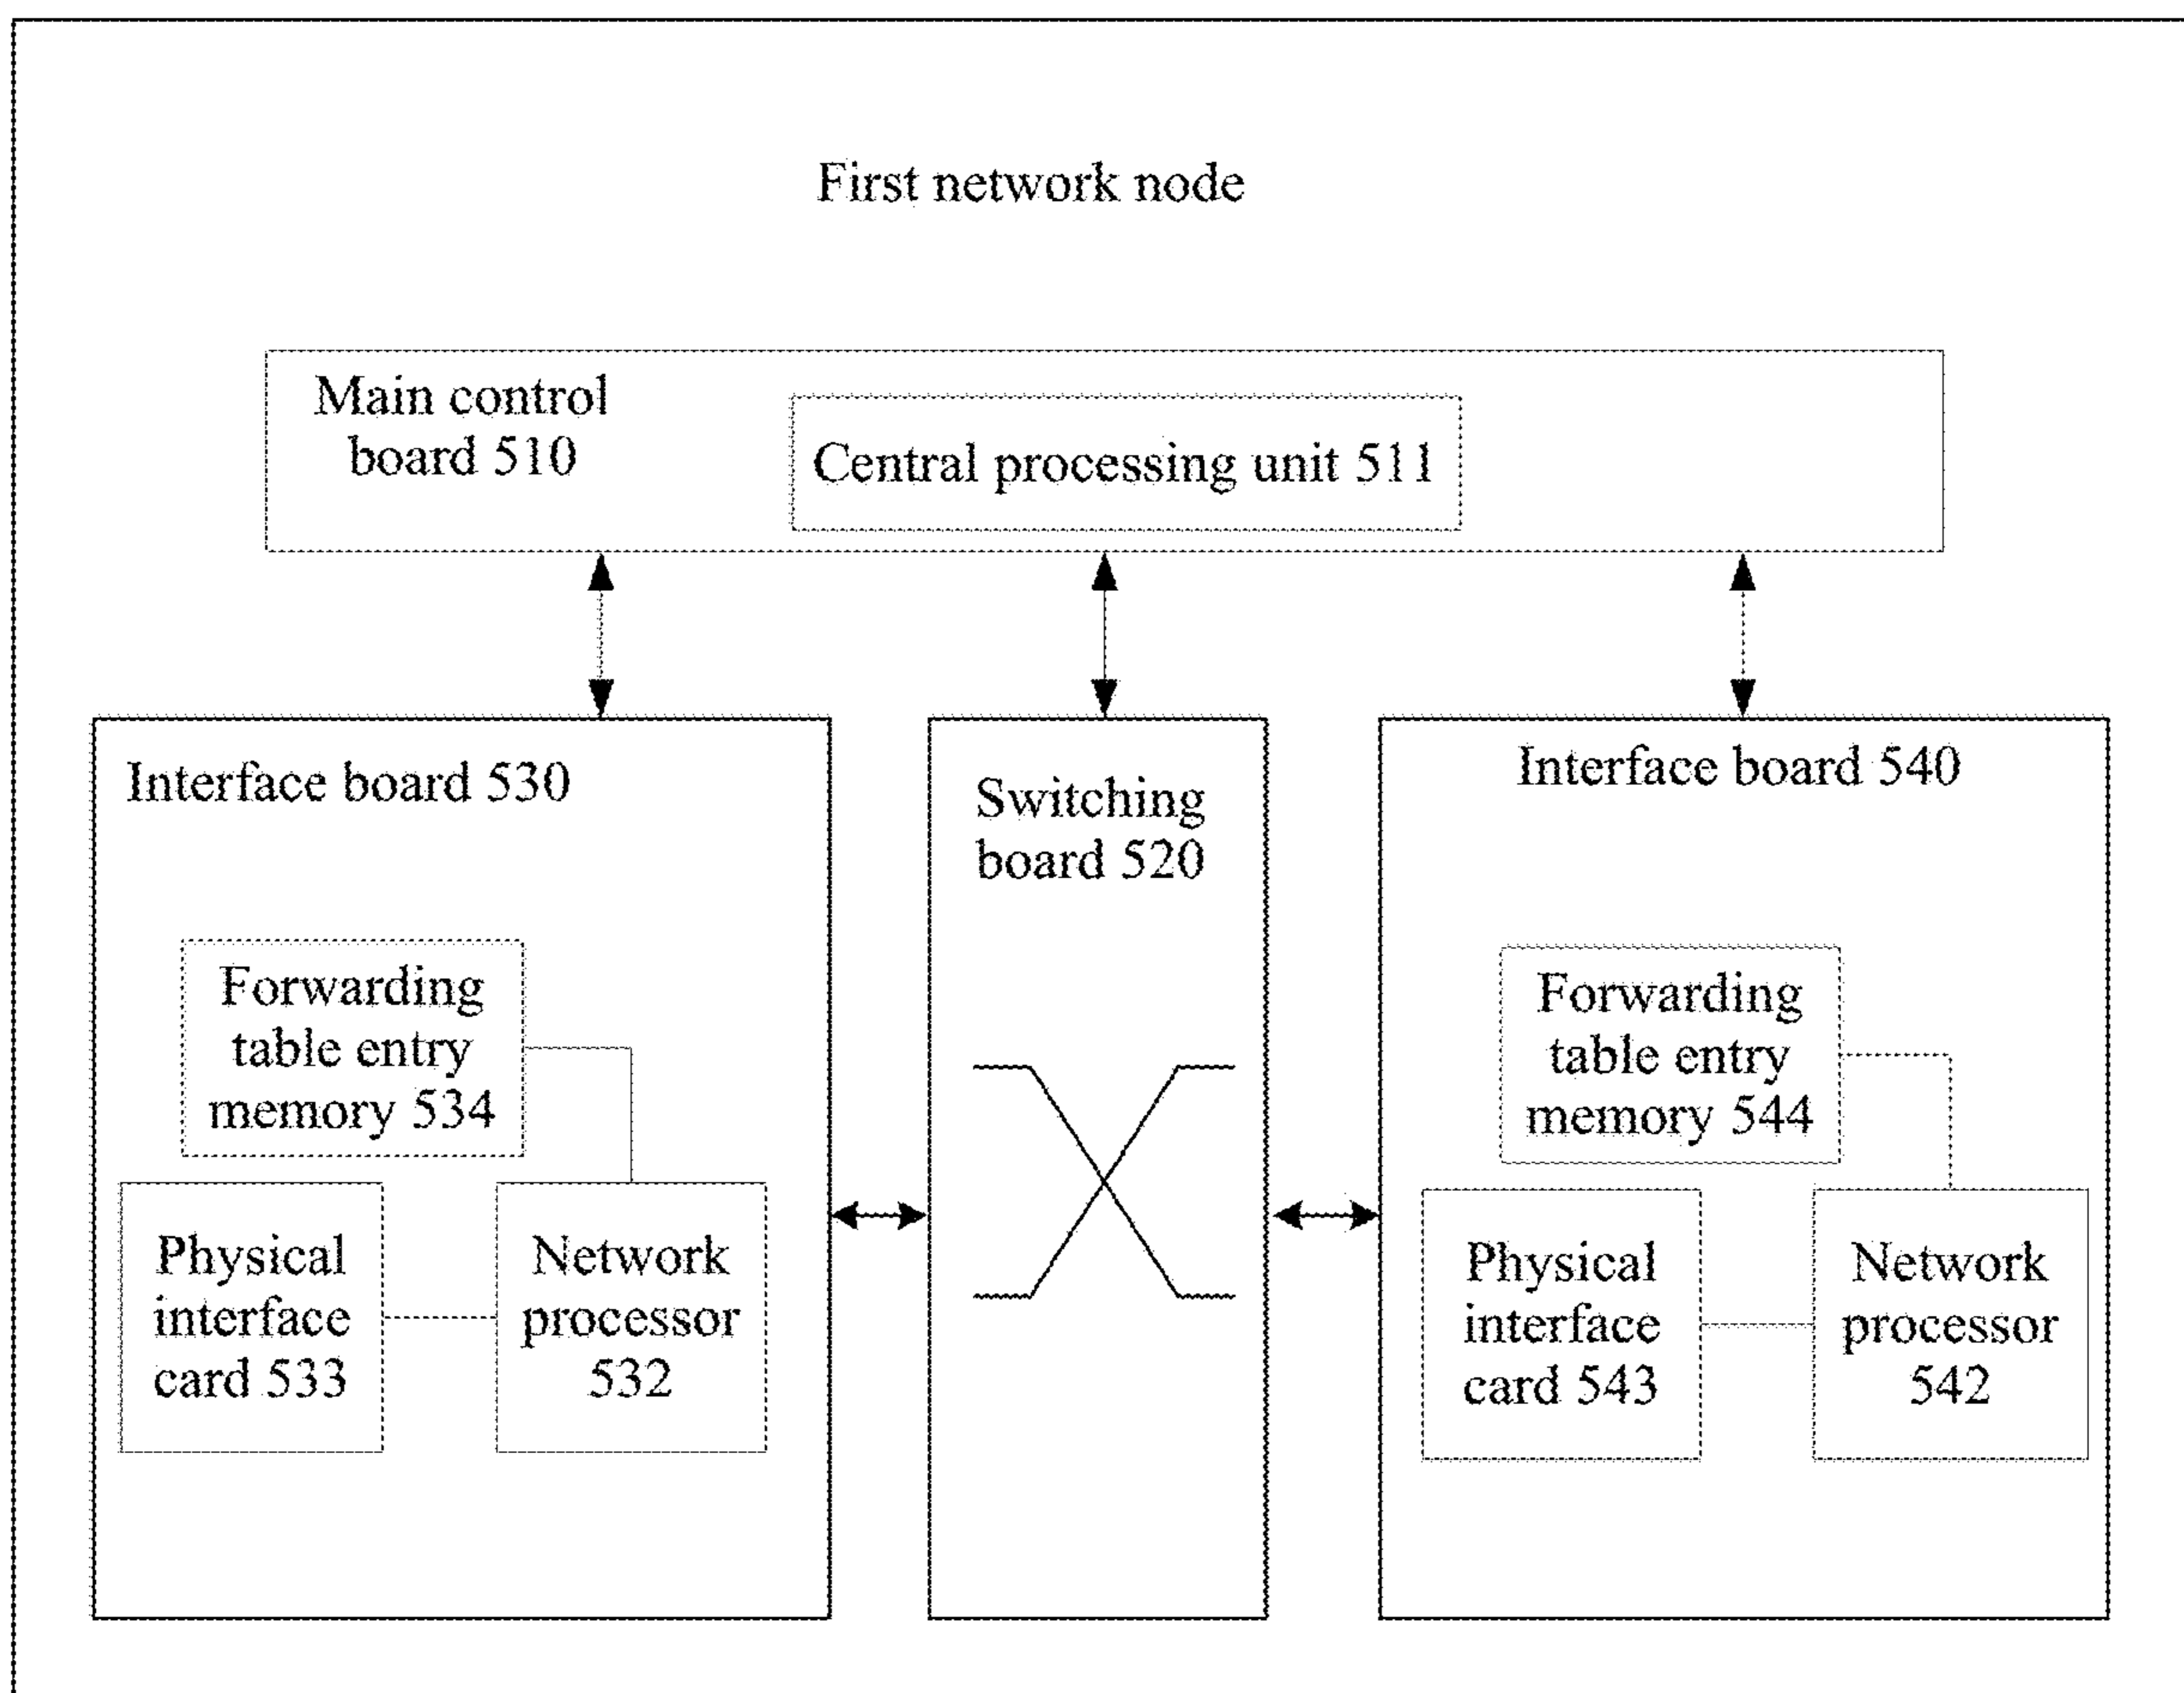 First network node
Main control
board 510
Central processing unit 511
Interface board 530
Switching
board 520
Interface board 540
Forwarding
table entry
memory 534
Physical
interface
card 533
Network
processor
532
Forwarding
table entry
memory 544
Physical
interface
card 543
Network
processor
542